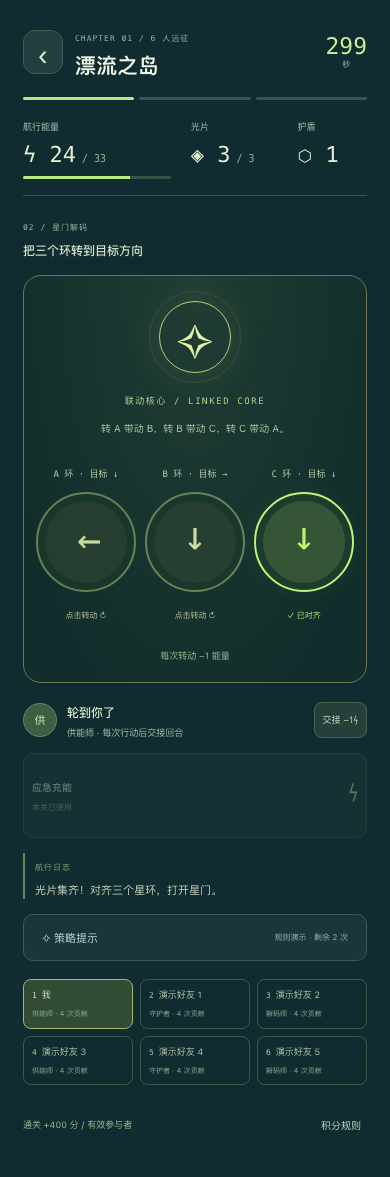 ‹
CHAPTER 01 / 6 人远征
漂流之岛
299
秒
航行能量
光片
护盾
ϟ 24 / 33
◈ 3 / 3
⬡ 1
02 / 星门解码
把三个环转到目标方向
联动核心 / LINKED CORE
转 A 带动 B，转 B 带动 C，转 C 带动 A。
A 环 · 目标 ↓
B 环 · 目标 →
C 环 · 目标 ↓
←
↓
↓
点击转动 ↻
点击转动 ↻
✓ 已对齐
每次转动 −1 能量
供
轮到你了
供能师 · 每次行动后交接回合
交接 −1ϟ
应急充能
本关已使用
ϟ
航行日志
光片集齐！对齐三个星环，打开星门。
✧ 策略提示
规则演示 · 剩余 2 次
1 我
供能师 · 4 次贡献
2 演示好友 1
守护者 · 4 次贡献
3 演示好友 2
解码师 · 4 次贡献
4 演示好友 3
供能师 · 4 次贡献
5 演示好友 4
守护者 · 4 次贡献
6 演示好友 5
解码师 · 4 次贡献
通关 +400 分 / 有效参与者
积分规则